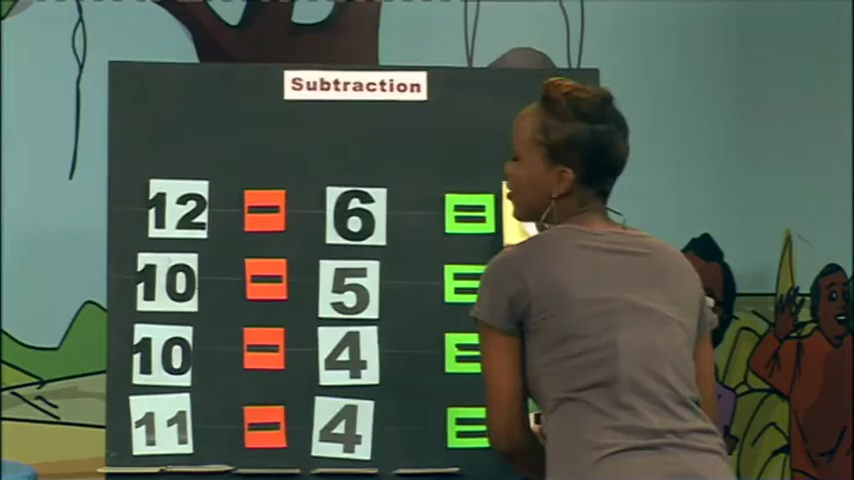 Subtraction
12 - 6 =
10 - 5 =
10 - 4 =
11 - 4 =